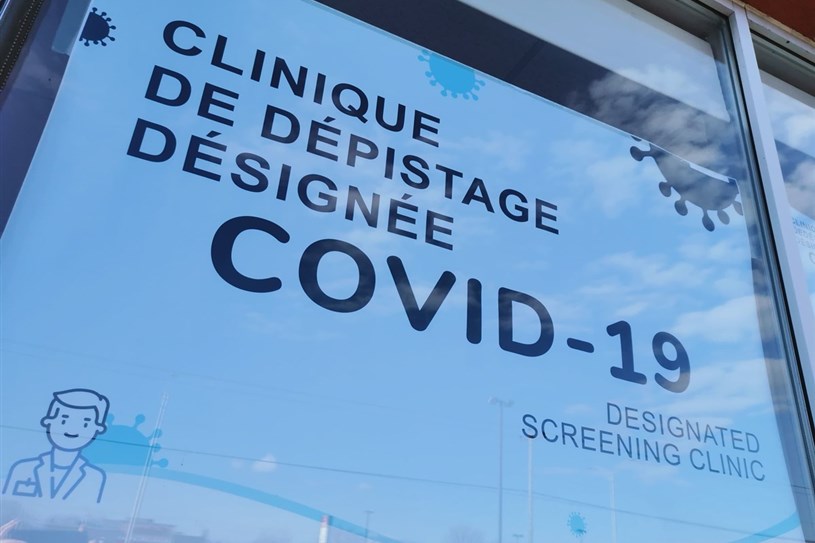 CLINIQUE
DE DÉPISTAGE
DÉSIGNÉE
COVID-19
DESIGNATED
SCREENING CLINIC